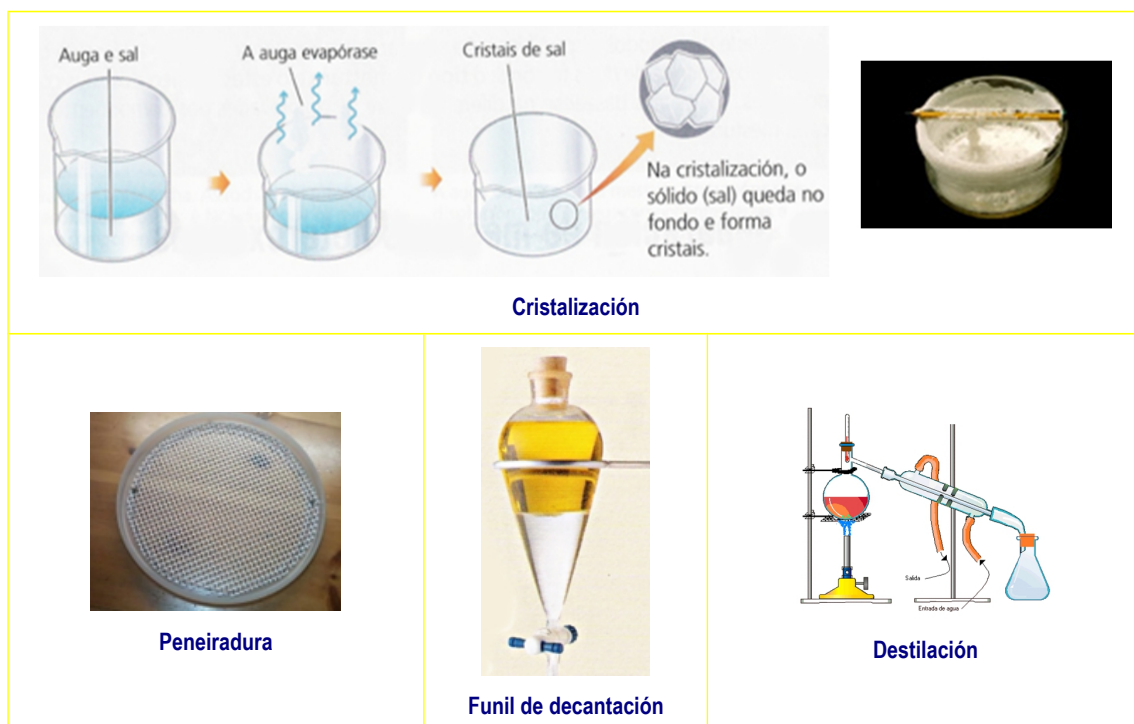 Auga e sal
A auga evapórase
Cristais de sal
Na cristalización, o
sólido (sal) queda no
fondo e forma
cristais.
Cristalización
Peneiradura
Funil de decantación
Salida
Entrada de agua
Destilación